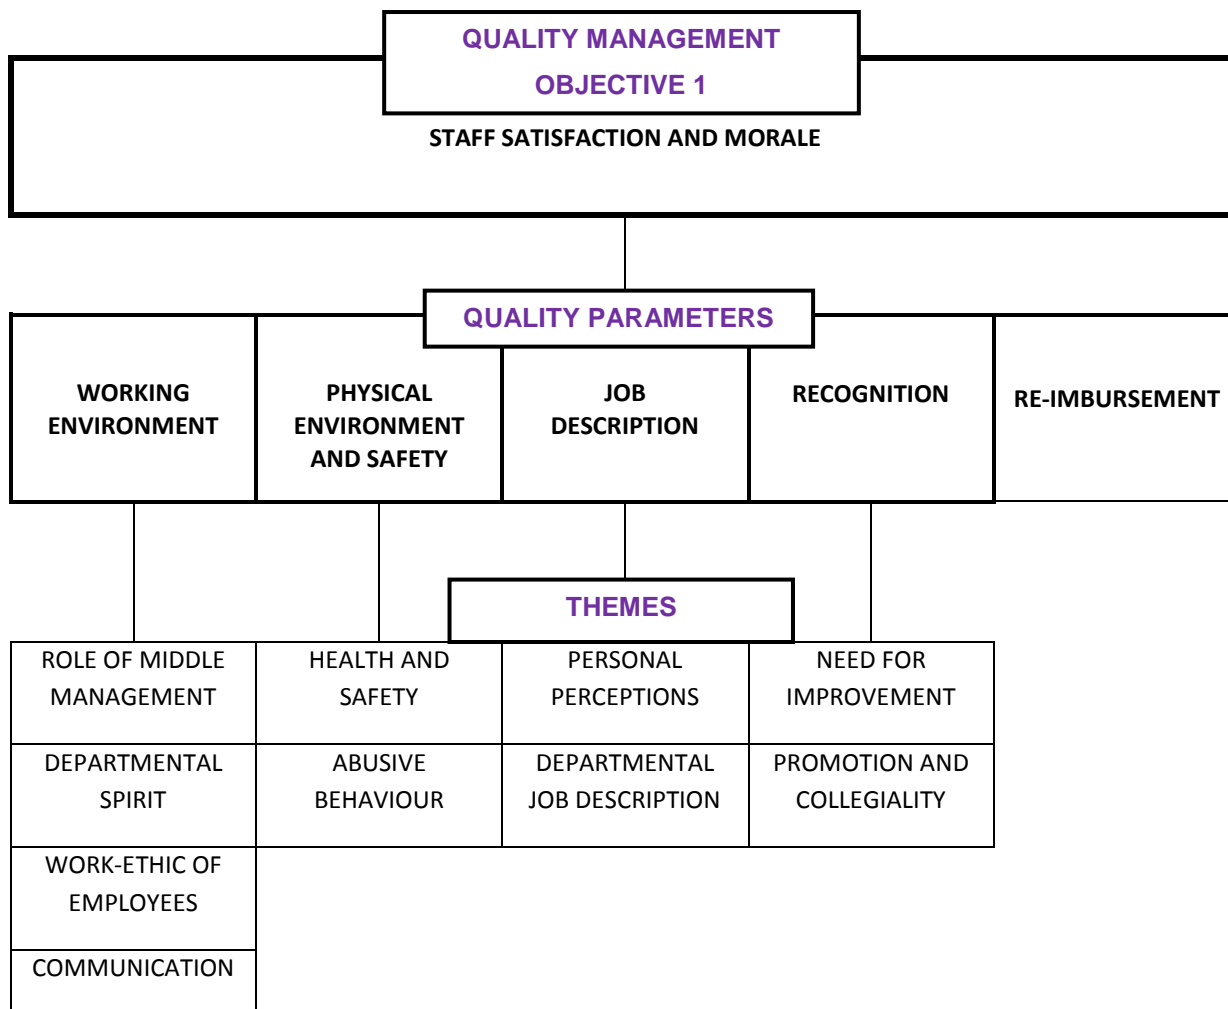 QUALITY MANAGEMENT
OBJECTIVE 1
STAFF SATISFACTION AND MORALE
QUALITY PARAMETERS
WORKING
ENVIRONMENT
PHYSICAL
ENVIRONMENT
AND SAFETY
JOB
DESCRIPTION
RECOGNITION
RE-IMBURSEMENT
THEMES
ROLE OF MIDDLE
MANAGEMENT
HEALTH AND
SAFETY
PERSONAL
PERCEPTIONS
NEED FOR
IMPROVEMENT
DEPARTMENTAL
SPIRIT
ABUSIVE
BEHAVIOUR
DEPARTMENTAL
JOB DESCRIPTION
PROMOTION AND
COLLEGIALITY
WORK-ETHIC OF
EMPLOYEES
COMMUNICATION